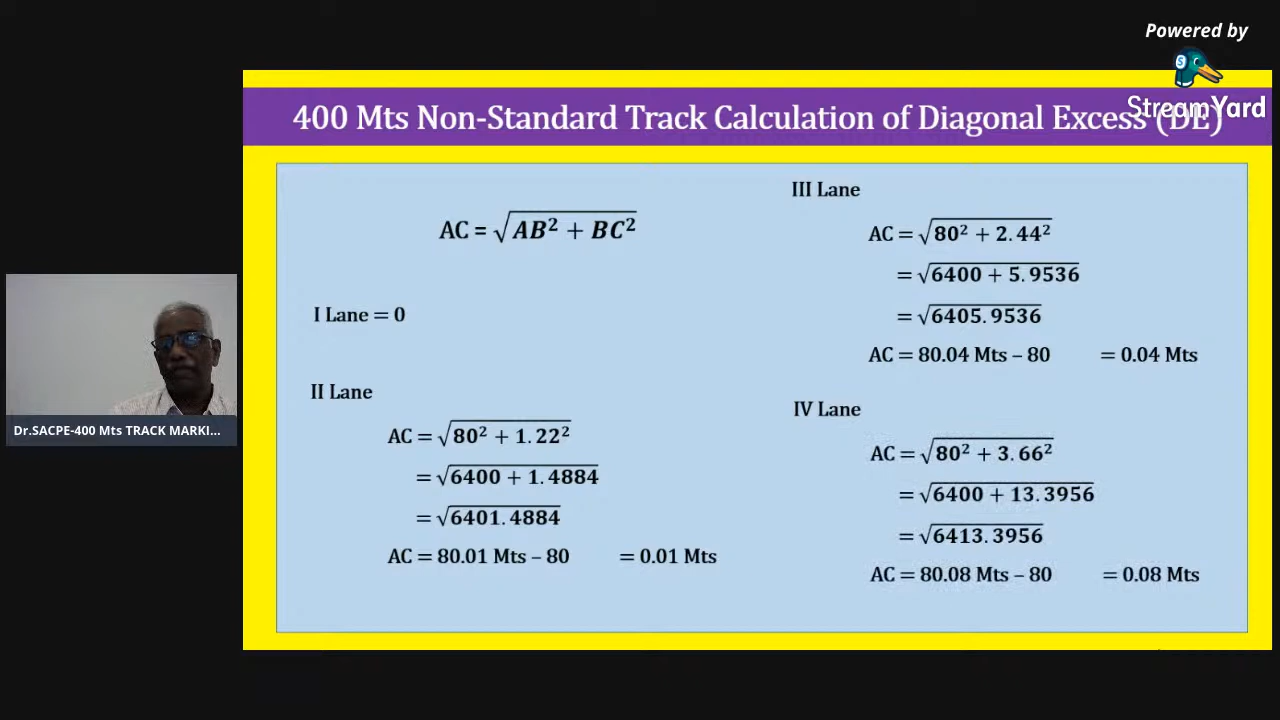 Powered by
StreamYard
400 Mts Non-Standard Track Calculation of Diagonal Excess (DE)
AC = √AB² + BC²
I Lane = 0
II Lane
AC = √80² + 1.22²
= √6400 + 1.4884
= √6401.4884
AC = 80.01 Mts – 80 = 0.01 Mts
III Lane
AC = √80² + 2.44²
= √6400 + 5.9536
= √6405.9536
AC = 80.04 Mts – 80 = 0.04 Mts
IV Lane
AC = √80² + 3.66²
= √6400 + 13.3956
= √6413.3956
AC = 80.08 Mts – 80 = 0.08 Mts
Dr.SACPE-400 Mts TRACK MARKI...